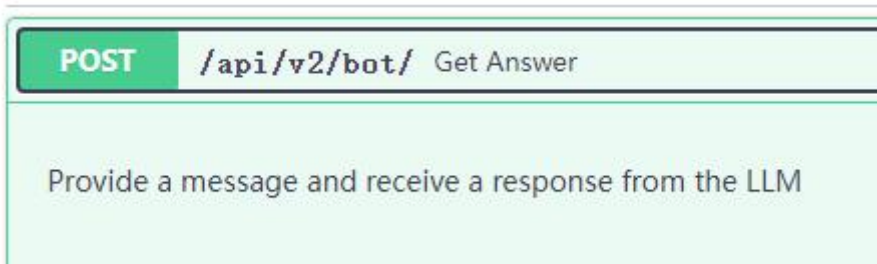 POST /api/v2/bot/ Get Answer
Provide a message and receive a response from the LLM